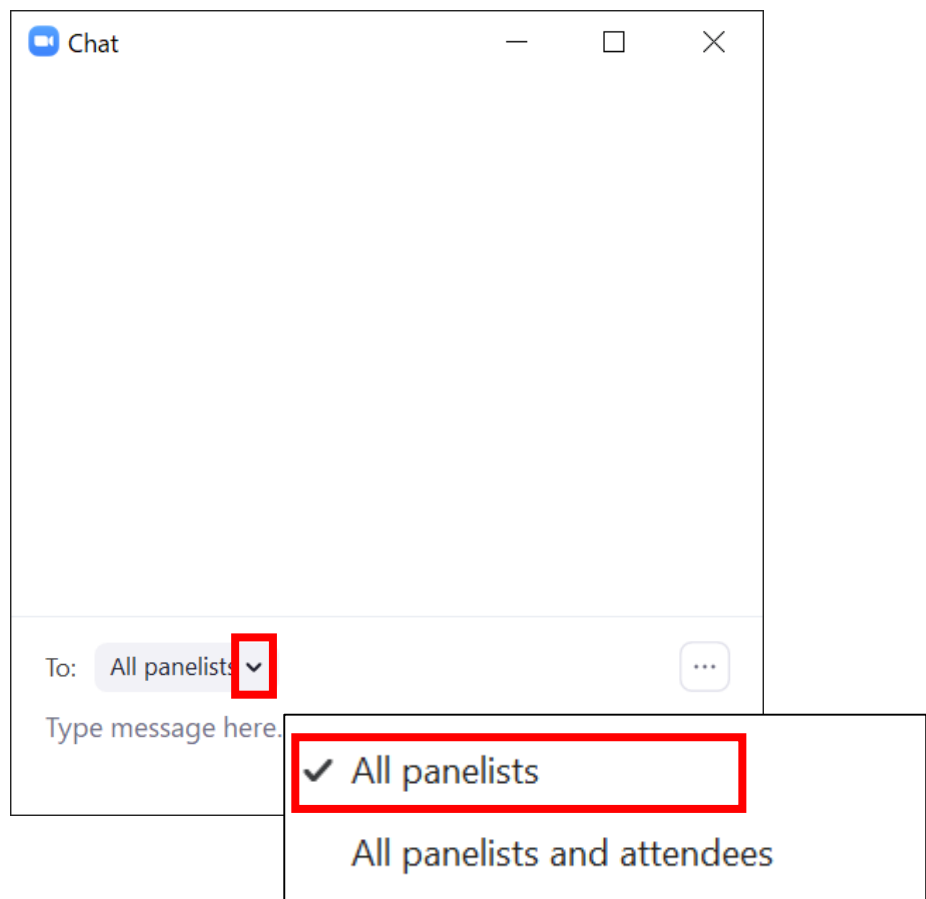 Chat
To: All panelists
Type message here.
All panelists
All panelists and attendees